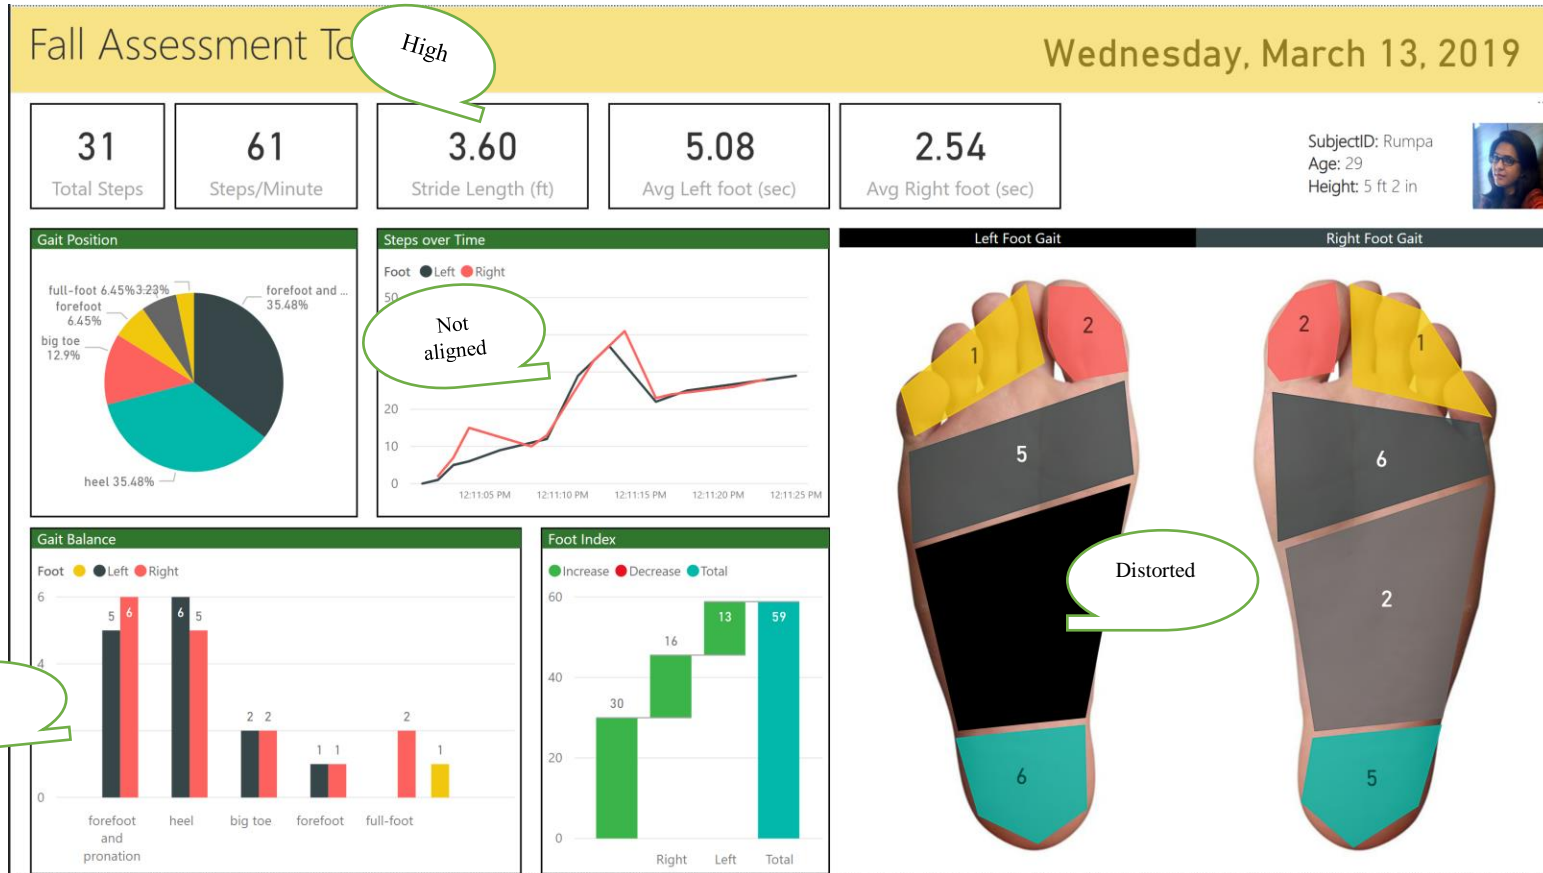 Fall Assessment To
High
Wednesday, March 13, 2019
31
Total Steps
61
Steps/Minute
3.60
Stride Length (ft)
5.08
Avg Left foot (sec)
2.54
Avg Right foot (sec)
SubjectID: Rumpa
Age: 29
Height: 5 ft 2 in
Gait Position
full-foot 6.45%
3.23%
forefoot
6.45%
big toe
12.9%
forefoot and ...
35.48%
heel 35.48%
Steps over Time
Foot Left Right
50
Not
aligned
20
10
0
12:11:05 PM 12:11:10 PM 12:11:15 PM 12:11:20 PM 12:11:25 PM
Left Foot Gait
2
1
5
6
Right Foot Gait
2
1
6
2
5
Distorted
Gait Balance
Foot Left Right
6
4
0
5 6 6 5 2 2 1 1 2 1
forefoot
and
pronation
heel
big toe
forefoot
full-foot
Foot Index
Increase Decrease Total
60
40
20
0
30
16
13
59
Right Left Total